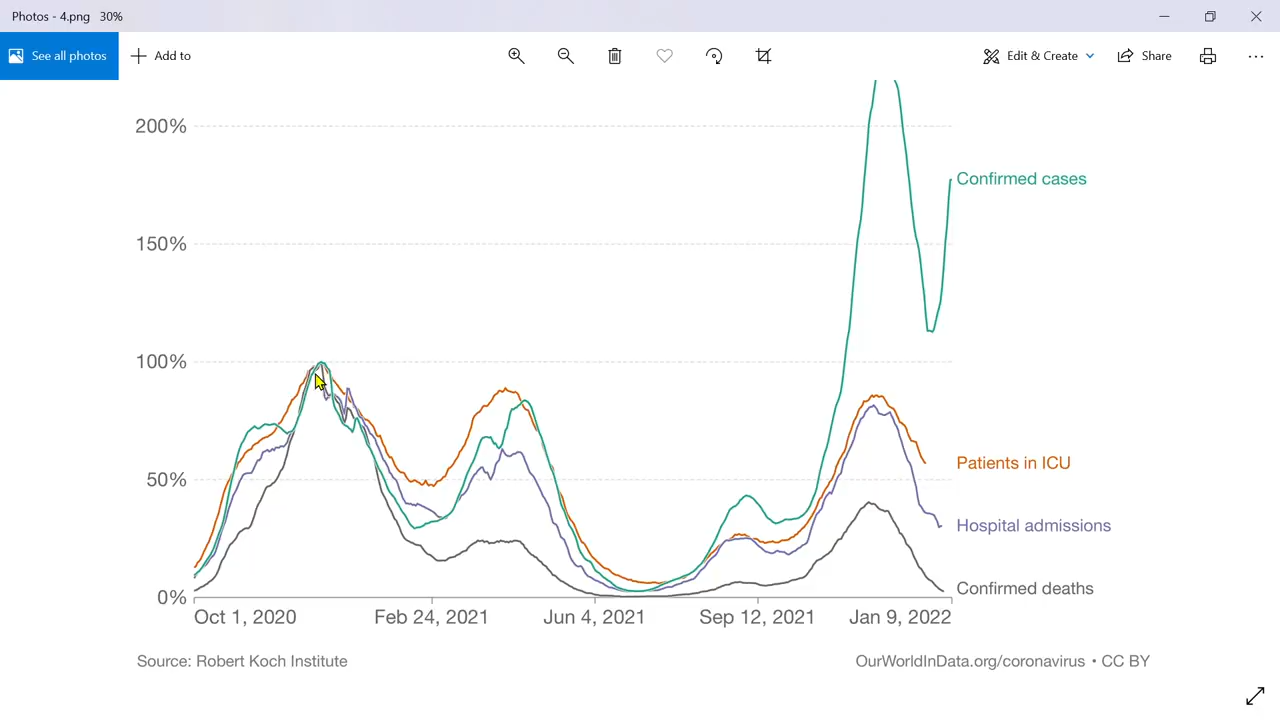 Photos - 4.png 30%
See all photos
Add to
Edit & Create
Share
200%
Confirmed cases
150%
100%
Patients in ICU
50%
Hospital admissions
Confirmed deaths
0%
Oct 1, 2020 Feb 24, 2021 Jun 4, 2021 Sep 12, 2021 Jan 9, 2022
Source: Robert Koch Institute OurWorldInData.org/coronavirus • CC BY